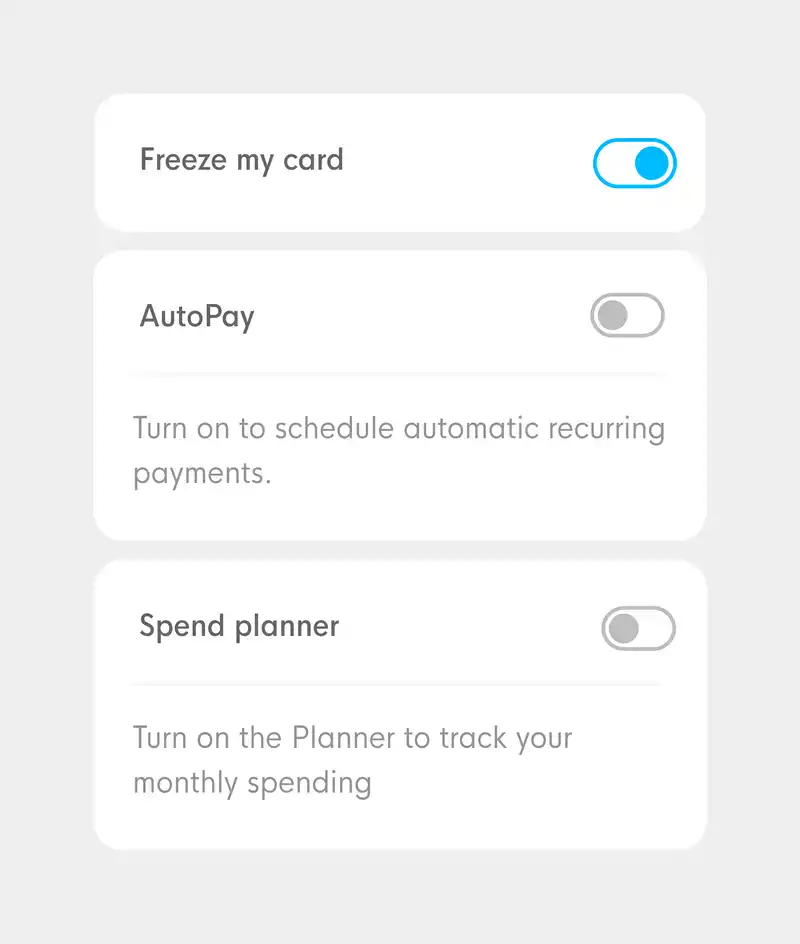 Freeze my card
AutoPay
Turn on to schedule automatic recurring
payments.
Spend planner
Turn on the Planner to track your
monthly spending